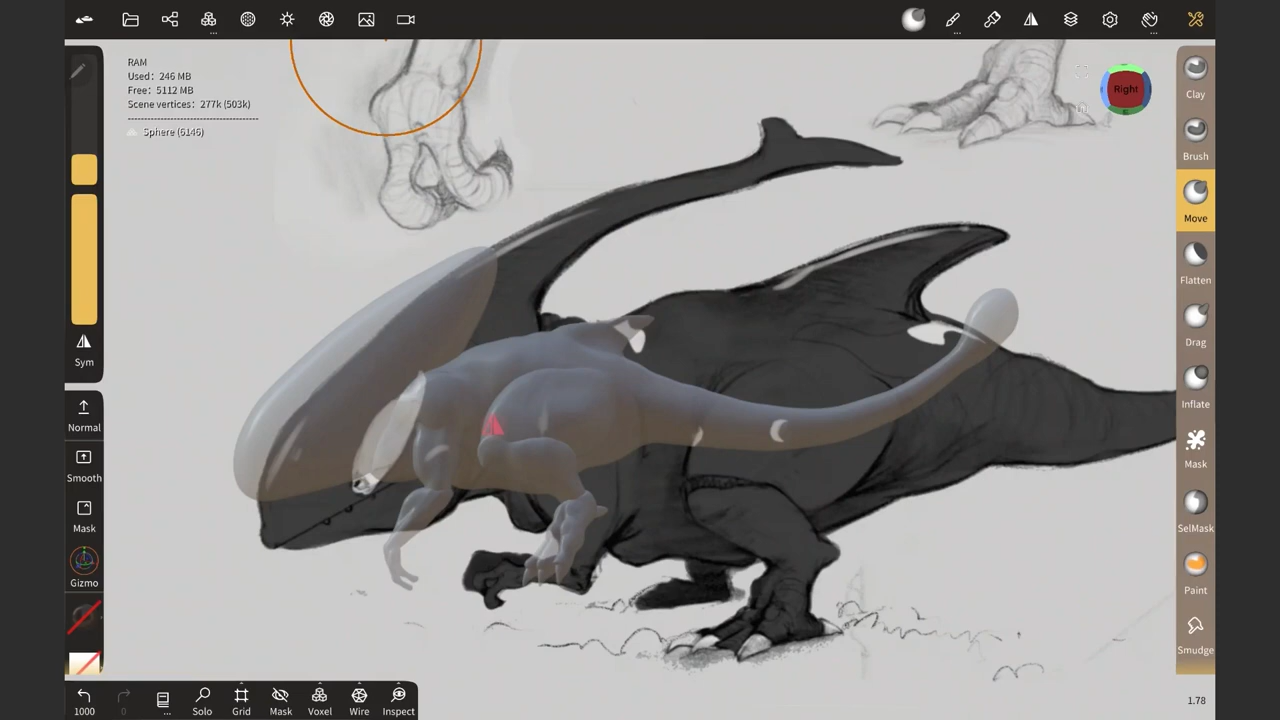 RAM
Used: 246 MB
Free: 5112 MB
Scene vertices: 277k (503k)
Sphere (6146)
Right
Clay
Brush
Move
Flatten
Drag
Inflate
Mask
SelMask
Paint
Smudge
1.78
Sym
Normal
Smooth
Mask
Gizmo
1000
0
...
Solo
Grid
Mask
Voxel
Wire
Inspect